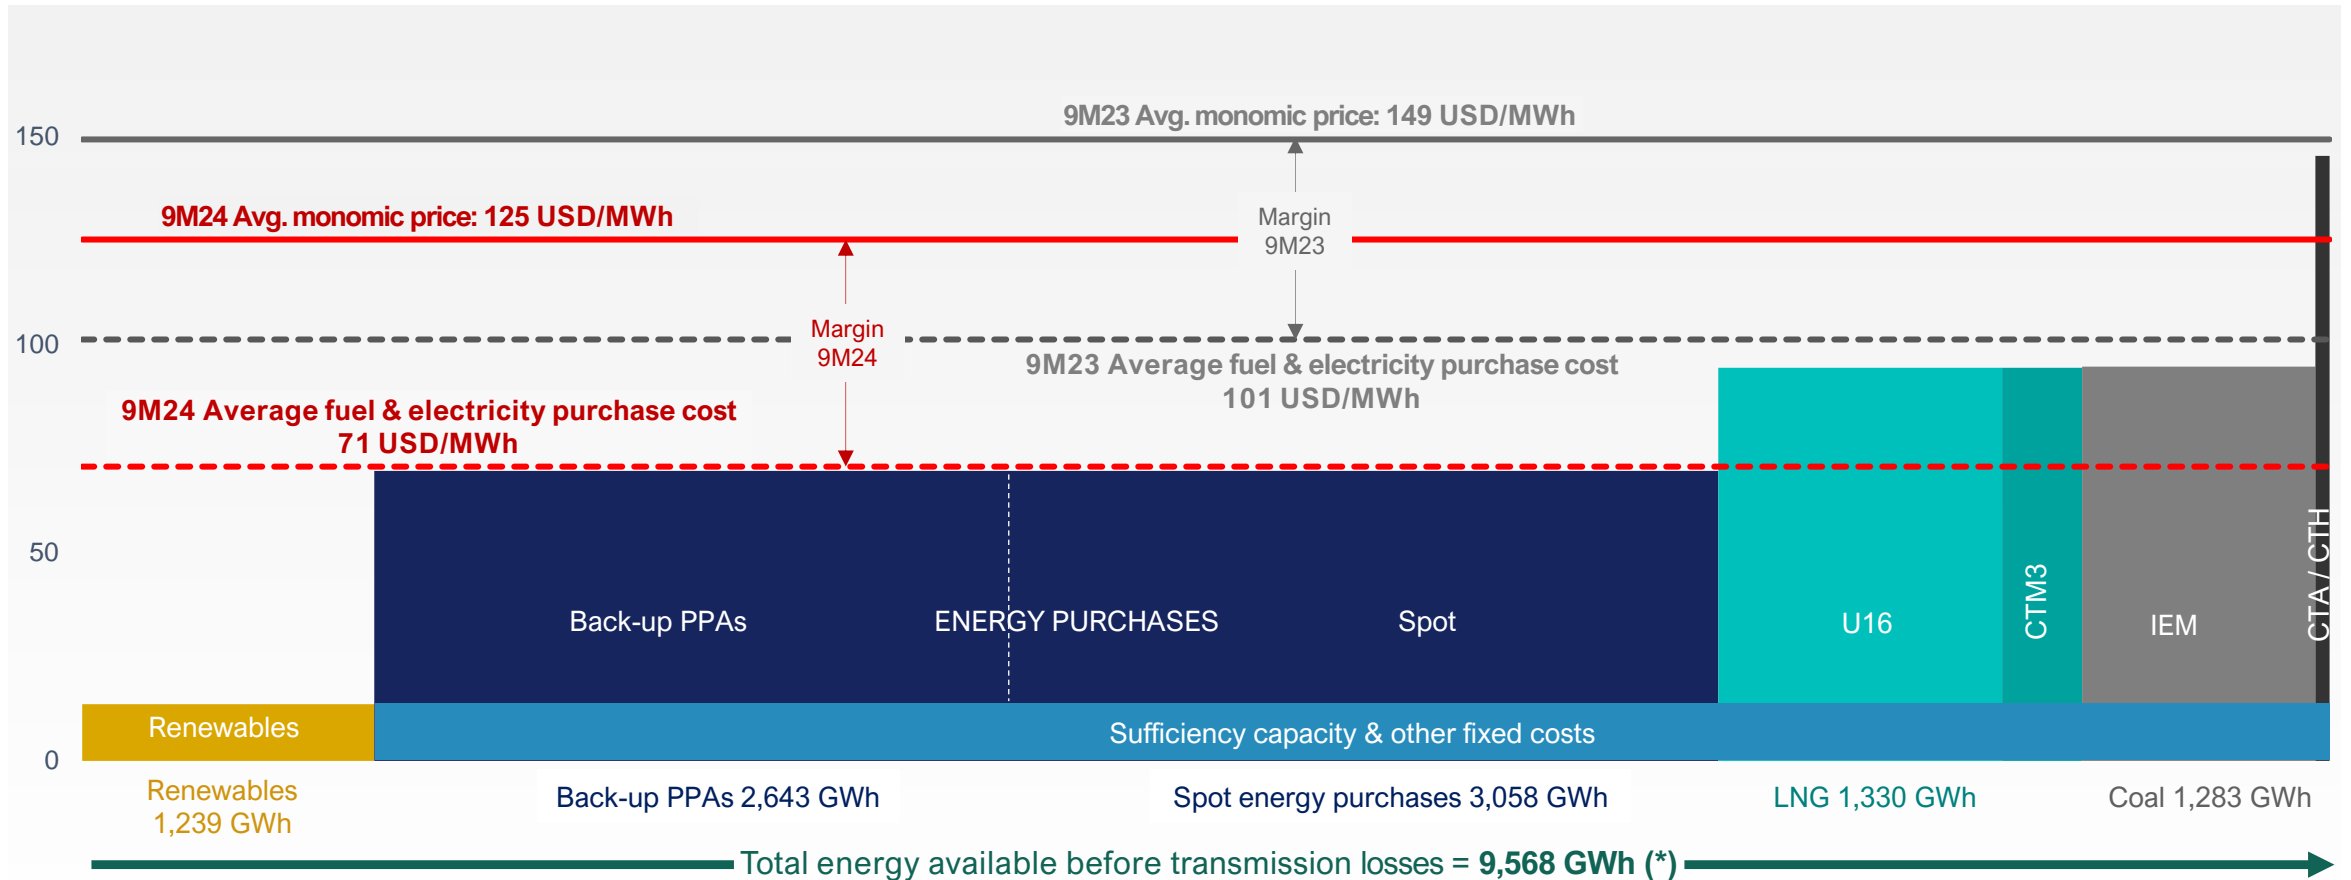 9M23 Avg. monomic price: 149 USD/MWh
150
9M24 Avg. monomic price: 125 USD/MWh
Margin
9M23
100
Margin
9M24
9M23 Average fuel & electricity purchase cost
101 USD/MWh
9M24 Average fuel & electricity purchase cost
71 USD/MWh
50
Back-up PPAs
ENERGY PURCHASES
Spot
U16
CTM3
IEM
CTA / CTH
Renewables
Sufficiency capacity & other fixed costs
0
Renewables
1,239 GWh
Back-up PPAs 2,643 GWh
Spot energy purchases 3,058 GWh
LNG 1,330 GWh
Coal 1,283 GWh
Total energy available before transmission losses = 9,568 GWh (*)